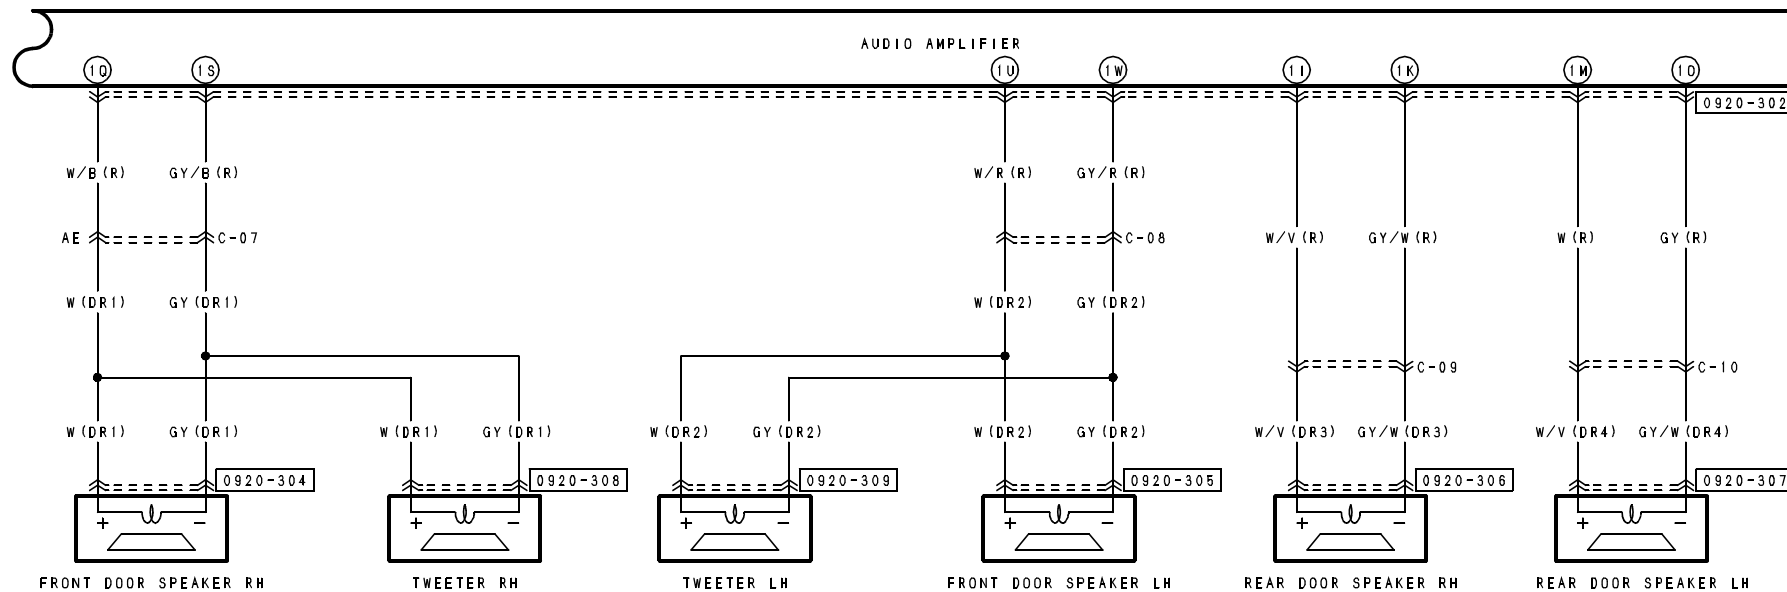 AUDIO AMPLIFIER
1Q 1S 1U 1W 1I 1K 1M 1O
0920-302
W/B(R) GY/B(R) W/R(R) GY/R(R)
AE C-07 C-08 W/V(R) GY/W(R) W(R) GY(R)
W(DR1) GY(DR1) W(DR2) GY(DR2)
C-09 C-10
W(DR1) GY(DR1) W(DR1) GY(DR1) W(DR2) GY(DR2) W(DR2) GY(DR2) W/V(DR3) GY/W(DR3) W/V(DR4) GY/W(DR4)
0920-304 0920-308 0920-309 0920-305 0920-306 0920-307
+ − + − + − + − + − + −
FRONT DOOR SPEAKER RH TWEETER RH TWEETER LH FRONT DOOR SPEAKER LH REAR DOOR SPEAKER RH REAR DOOR SPEAKER LH